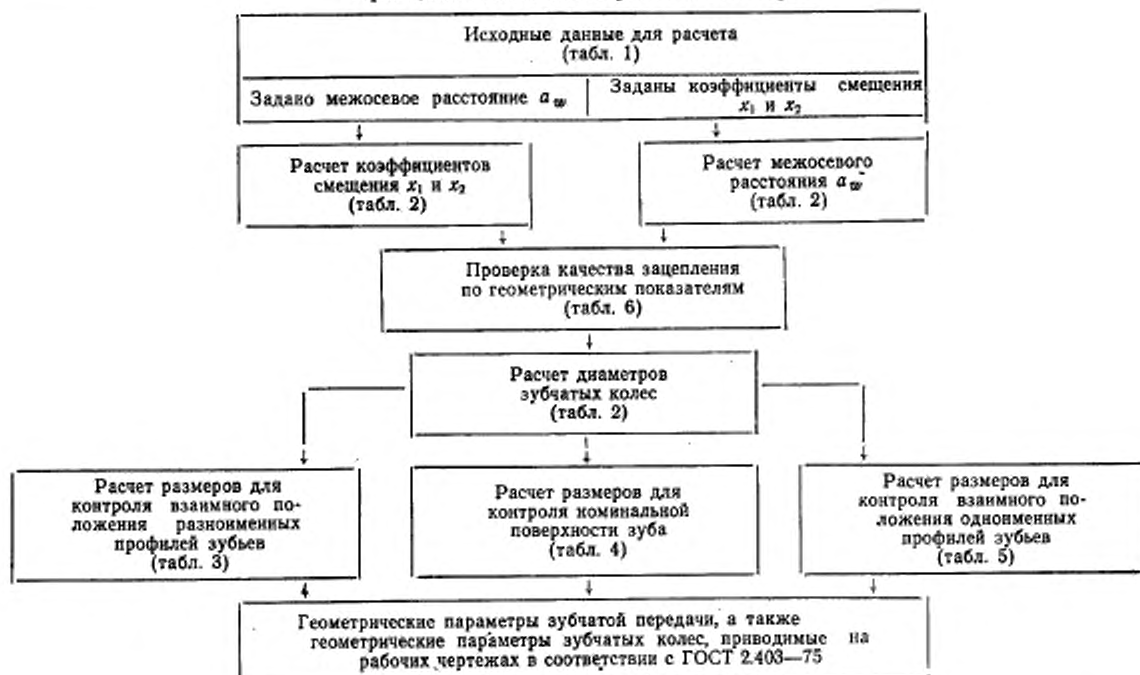 Исходные данные для расчета
(табл. 1)
Задано межосевое расстояние a_w
Заданы коэффициенты смещения
x₁ и x₂
Расчет коэффициентов
смещения x₁ и x₂
(табл. 2)
Расчет межосевого
расстояния a_w
(табл. 2)
Проверка качества зацепления
по геометрическим показателям
(табл. 6)
Расчет диаметров
зубчатых колес
(табл. 2)
Расчет размеров для
контроля взаимного по-
ложения разноименных
профилей зубьев
(табл. 3)
Расчет размеров для
контроля номинальной
поверхности зуба
(табл. 4)
Расчет размеров для
контроля взаимного по-
ложения одноименных
профилей зубьев
(табл. 5)
Геометрические параметры зубчатой передачи, а также
геометрические параметры зубчатых колес, приводимые на
рабочих чертежах в соответствии с ГОСТ 2.403—75